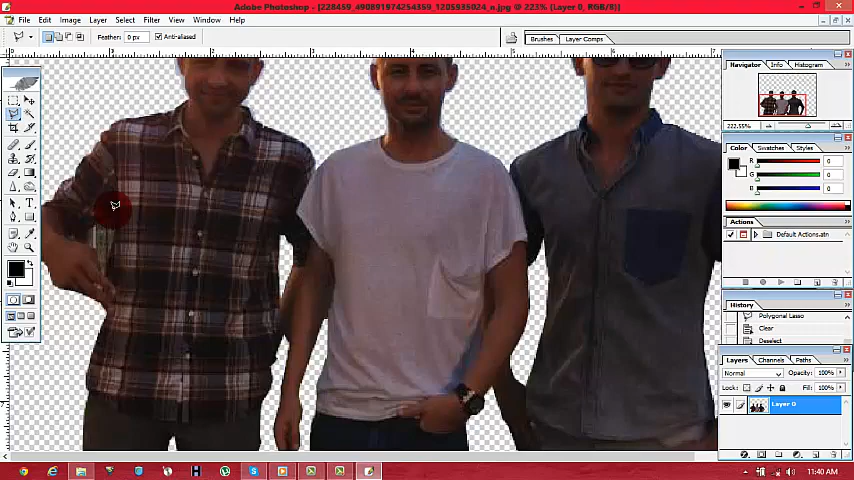 Adobe Photoshop - [228459_490891974254359_1205935024_n.jpg @ 223% (Layer 0, RGB/8)]
File Edit Image Layer Select Filter View Window Help
Feather: 0 px Anti-aliased Brushes Layer Comps
Navigator Info Histogram
222.55%
Color Swatches Styles
R 0
G 0
B 0
Actions
Default Actions.atn
History
Polygonal Lasso
Clear
Deselect
Layers Channels Paths
Normal Opacity: 100%
Lock: Fill: 100%
Layer 0
11:40 AM